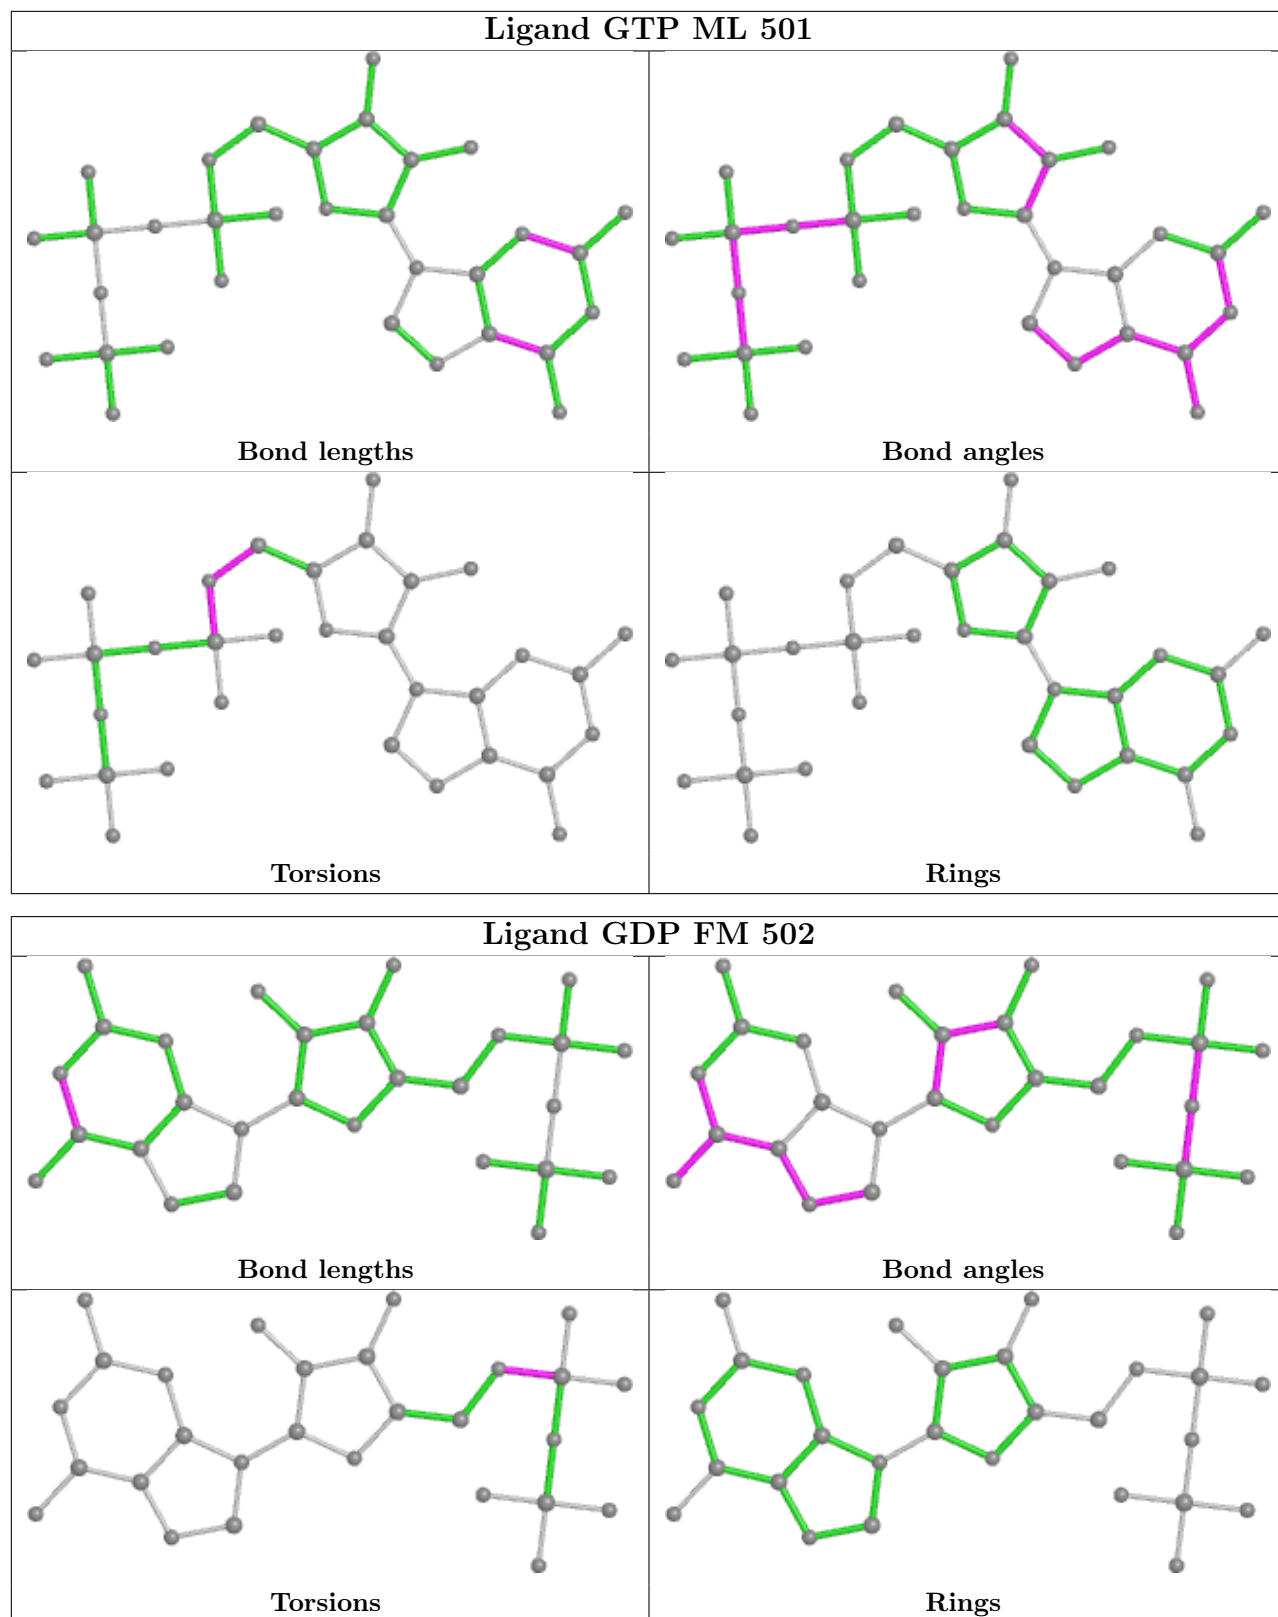 Ligand GTP ML 501
Bond lengths
Bond angles
Torsions
Rings
Ligand GDP FM 502
Bond lengths
Bond angles
Torsions
Rings